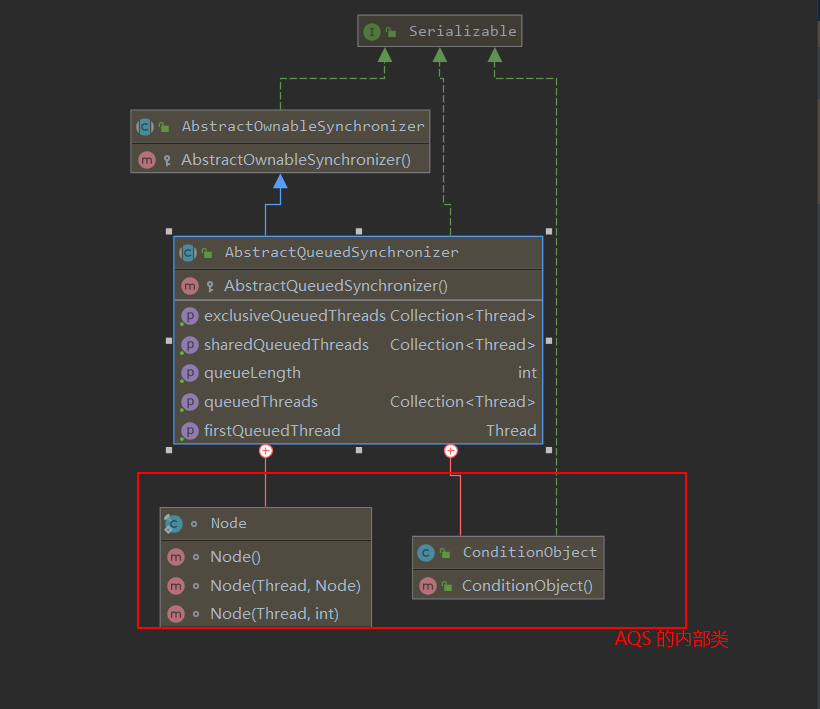 Serializable
AbstractOwnableSynchronizer
AbstractOwnableSynchronizer()
AbstractQueuedSynchronizer
AbstractQueuedSynchronizer()
exclusiveQueuedThreads Collection<Thread>
sharedQueuedThreads Collection<Thread>
queueLength int
queuedThreads Collection<Thread>
firstQueuedThread Thread
Node
Node()
Node(Thread, Node)
Node(Thread, int)
ConditionObject
ConditionObject()
AQS 的内部类